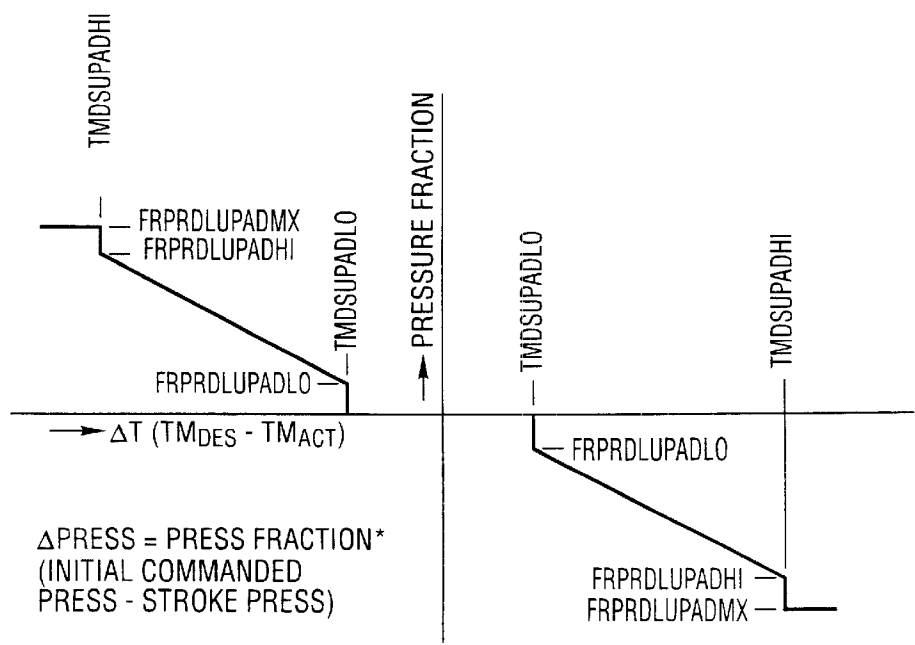 TMDSUPADHI
FRPRDLUPADMX
FRPRDLUPADHI
TMDSUPADLO
FRPRDLUPADLO
PRESSURE FRACTION
ΔT (TMDES - TMACT)
TMDSUPADLO
TMDSUPADHI
FRPRDLUPADLO
FRPRDLUPADHI
FRPRDLUPADMX
ΔPRESS = PRESS FRACTION*
(INITIAL COMMANDED
PRESS - STROKE PRESS)